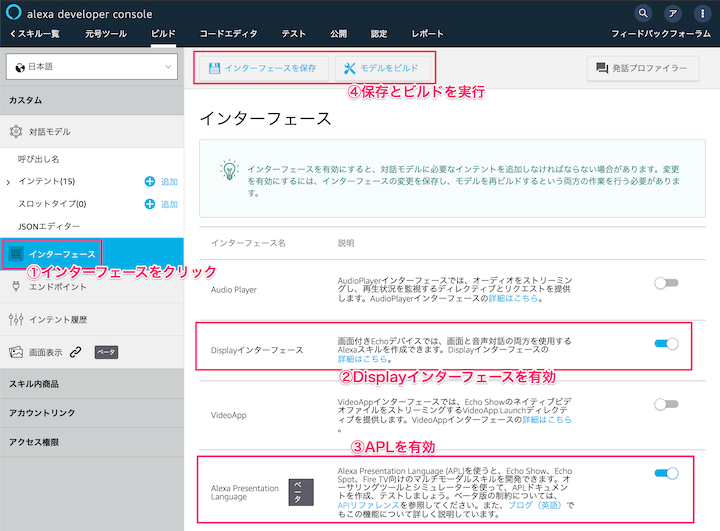 alexa developer console
ア
くスキル一覧
元号ツール
ビルド
コードエディタ
テスト
公開
認定
レポート
フィードバックフォーラム
日本語
インターフェースを保存
モデルをビルド
発話プロファイラー
④保存とビルドを実行
カスタム
対話モデル
呼び出し名
インテント(15)
追加
スロットタイプ(0)
追加
JSONエディター
インターフェース
①インターフェースをクリック
エンドポイント
インテント履歴
画面表示
ベータ
スキル内商品
アカウントリンク
アクセス権限
インターフェース
インターフェースを有効にすると、対話モデルに必要なインテントを追加しなければならない場合があります。変更
を有効にするには、インターフェースの変更を保存し、モデルを再ビルドするという両方の作業を行う必要がありま
す。
インターフェース名
説明
Audio Player
AudioPlayerインターフェースでは、オーディオをストリーミン
グし、再生状況を監視するディレクティブとリクエストを提供
します。AudioPlayerインターフェースの詳細はこちら。
Displayインターフェース
画面付きEchoデバイスでは、画面と音声対話の両方を使用する
Alexaスキルを作成できます。Displayインターフェースの
詳細はこちら。
②Displayインターフェースを有効
VideoApp
VideoAppインターフェースでは、Echo Showのネイティブビデ
オファイルをストリーミングするVideoApp.Launchディレクテ
ィブを提供します。VideoAppインターフェースの詳細はこちら
。
③APLを有効
Alexa Presentation
Language
ベータ
Alexa Presentation Language (APL)を使うと、Echo Show、Echo
Spot、Fire TV向けのマルチモーダルスキルを開発できます。オ
ーサリングツールとシミュレーターを使って、APLドキュメン
トを作成、テストしましょう。ベータ版の制約については、
APIリファレンスを参照してください。また、ブログ（英語）で
もこの機能について詳しく説明しています。